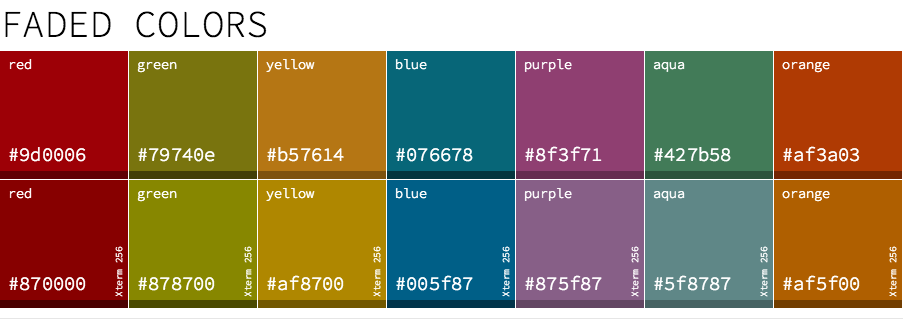 FADED COLORS
red green yellow blue purple aqua orange
#9d0006 #79740e #b57614 #076678 #8f3f71 #427b58 #af3a03
red green yellow blue purple aqua orange
Xterm 256 Xterm 256 Xterm 256 Xterm 256 Xterm 256 Xterm 256 Xterm 256
#870000 #878700 #af8700 #005f87 #875f87 #5f8787 #af5f00